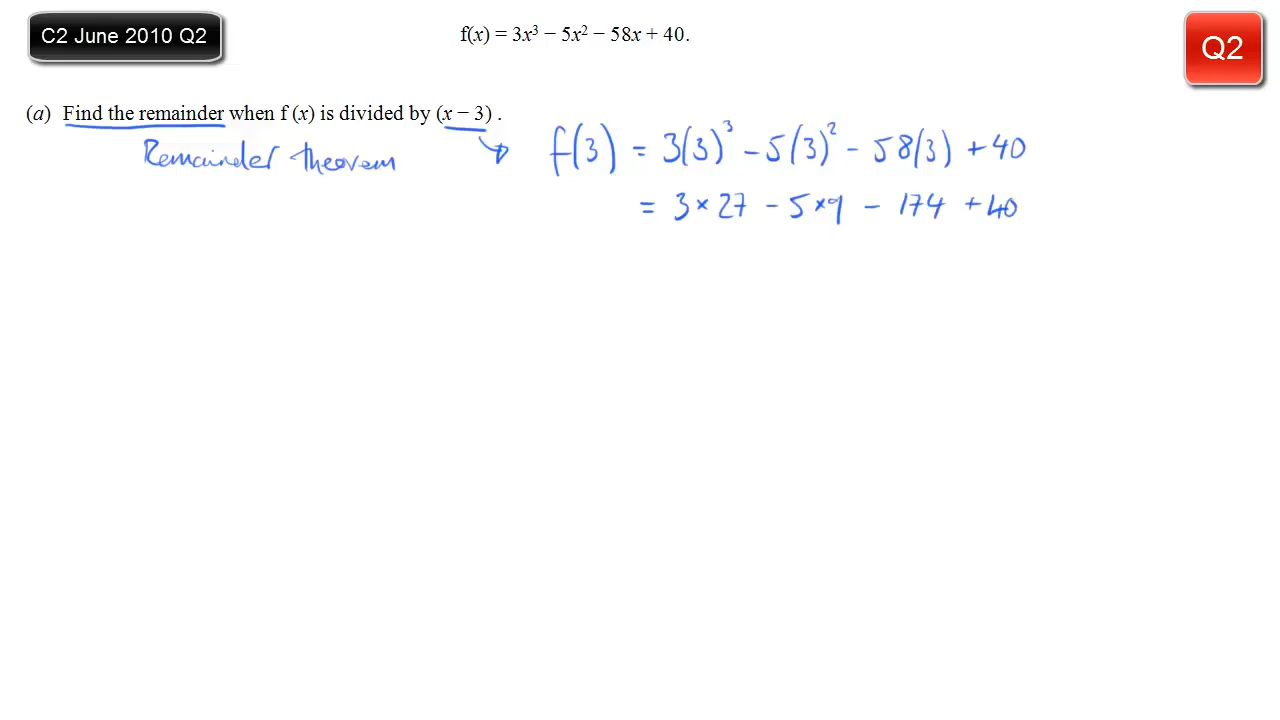 C2 June 2010 Q2
f(x) = 3x³ − 5x² − 58x + 40.
Q2
(a) Find the remainder when f (x) is divided by (x − 3) .
Remainder theorem
f(3) = 3(3)³ − 5(3)² − 58(3) + 40
= 3 × 27 − 5 × 9 − 174 + 40